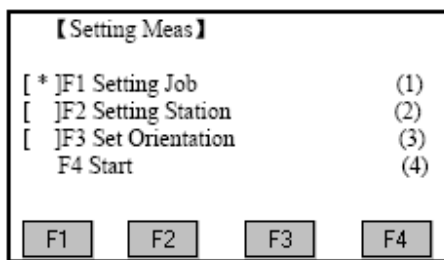 【Setting Meas】
[ * ]F1 Setting Job (1)
[ ]F2 Setting Station (2)
[ ]F3 Set Orientation (3)
F4 Start (4)
F1 F2 F3 F4